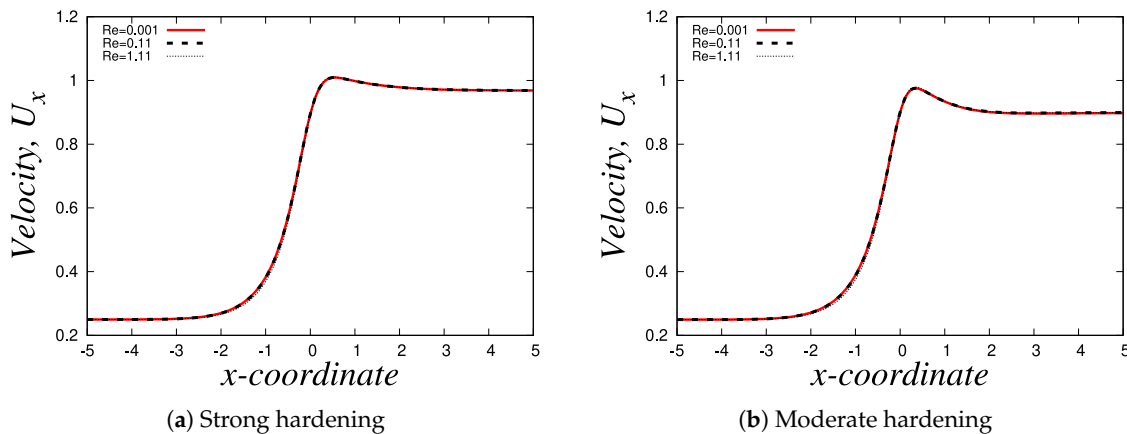 1.2
1
0.8
0.6
0.4
0.2
Velocity, U_x
Re=0.001
Re=0.11
Re=1.11
-5 -4 -3 -2 -1 0 1 2 3 4 5
x-coordinate
(a) Strong hardening
1.2
1
0.8
0.6
0.4
0.2
Velocity, U_x
Re=0.001
Re=0.11
Re=1.11
-5 -4 -3 -2 -1 0 1 2 3 4 5
x-coordinate
(b) Moderate hardening